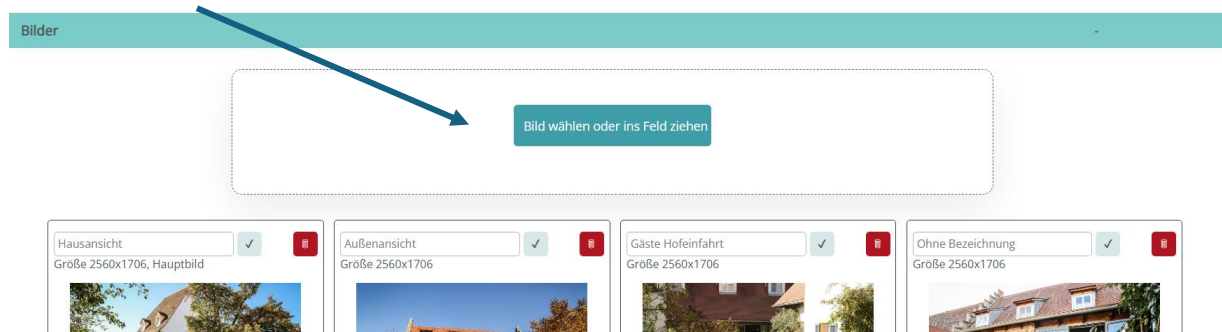 Bilder
-
Bild wählen oder ins Feld ziehen
Hausansicht
Größe 2560x1706, Hauptbild
Außenansicht
Größe 2560x1706
Gäste Hofeinfahrt
Größe 2560x1706
Ohne Bezeichnung
Größe 2560x1706